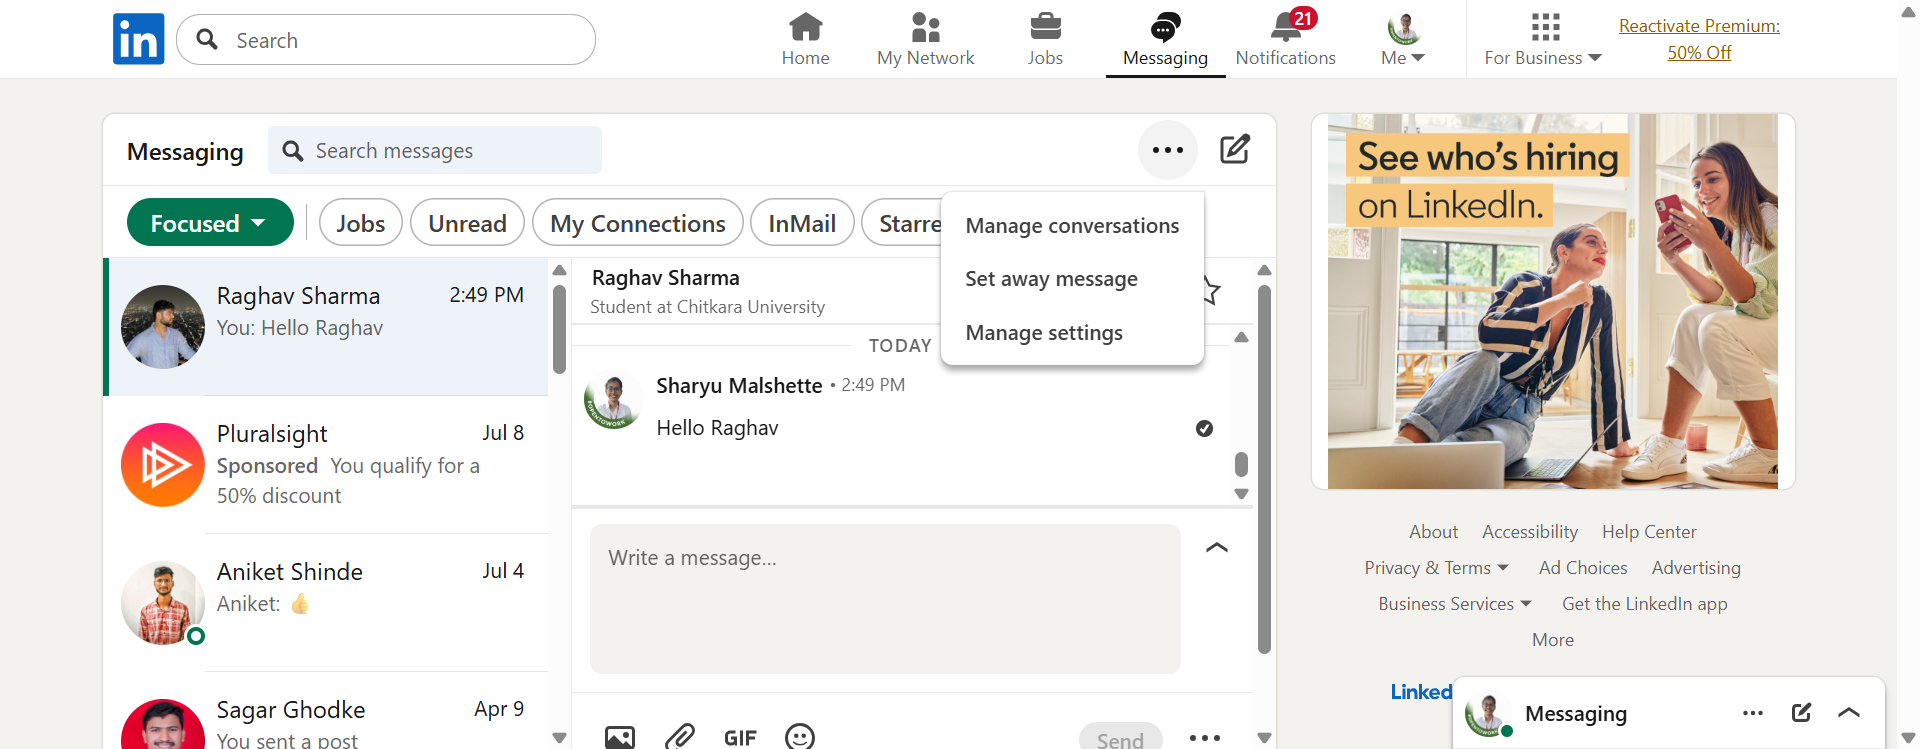 in
Search
Home
My Network
Jobs
Messaging
21
Notifications
Me
For Business
Reactivate Premium:
50% Off
Messaging
Search messages
Focused
Jobs
Unread
My Connections
InMail
Starre
Manage conversations
Set away message
Manage settings
Raghav Sharma
2:49 PM
You: Hello Raghav
Pluralsight
Jul 8
Sponsored You qualify for a
50% discount
Aniket Shinde
Jul 4
Aniket: 👍
Sagar Ghodke
Apr 9
You sent a post
Raghav Sharma
Student at Chitkara University
TODAY
Sharyu Malshette • 2:49 PM
#OPENTOWORK
Hello Raghav
Write a message...
GIF
Send
See who's hiring
on LinkedIn.
About
Accessibility
Help Center
Privacy & Terms
Ad Choices
Advertising
Business Services
Get the LinkedIn app
More
Linked
Messaging